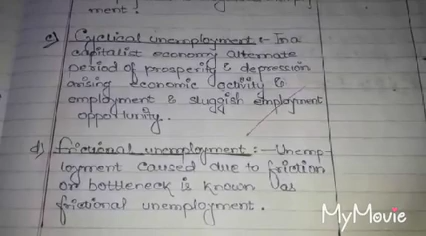 ment.
c) Cyclical unemployment :- In a
capitalist economy alternate
period of prosperity & depression
arising economic activity &
employment & sluggish employment
opportunity..
d) frictional unemployment :- Unemp-
loyment caused due to friction
or bottleneck is known as
frictional unemployment.
MyMovie